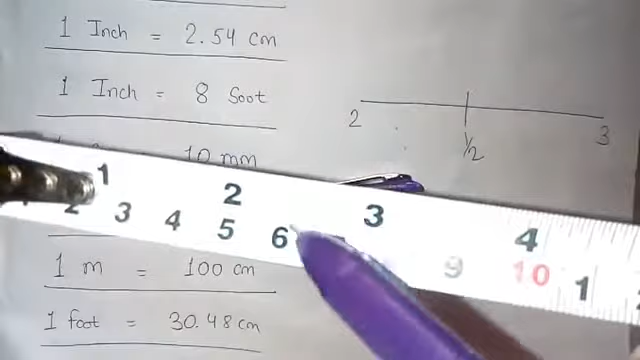 1 Inch = 2.54 cm
1 Inch = 8 Soot
10 mm
2 1/2 3
1 2 3 4
2 3 4 5 6 9 10 1
1 m = 100 cm
1 foot = 30.48 cm